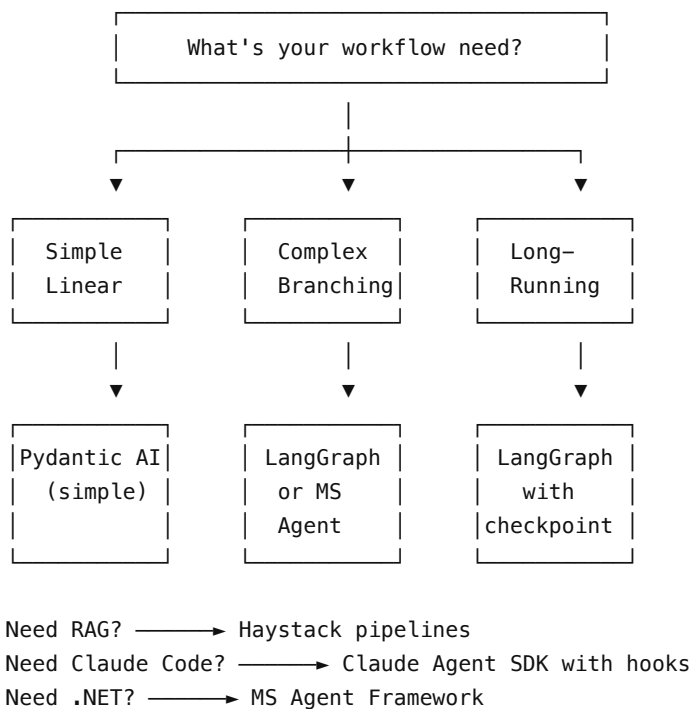 What's your workflow need?
Simple
Linear
Complex
Branching
Long-
Running
Pydantic AI
(simple)
LangGraph
or MS
Agent
LangGraph
with
checkpoint
Need RAG? ──────► Haystack pipelines
Need Claude Code? ──────► Claude Agent SDK with hooks
Need .NET? ──────► MS Agent Framework